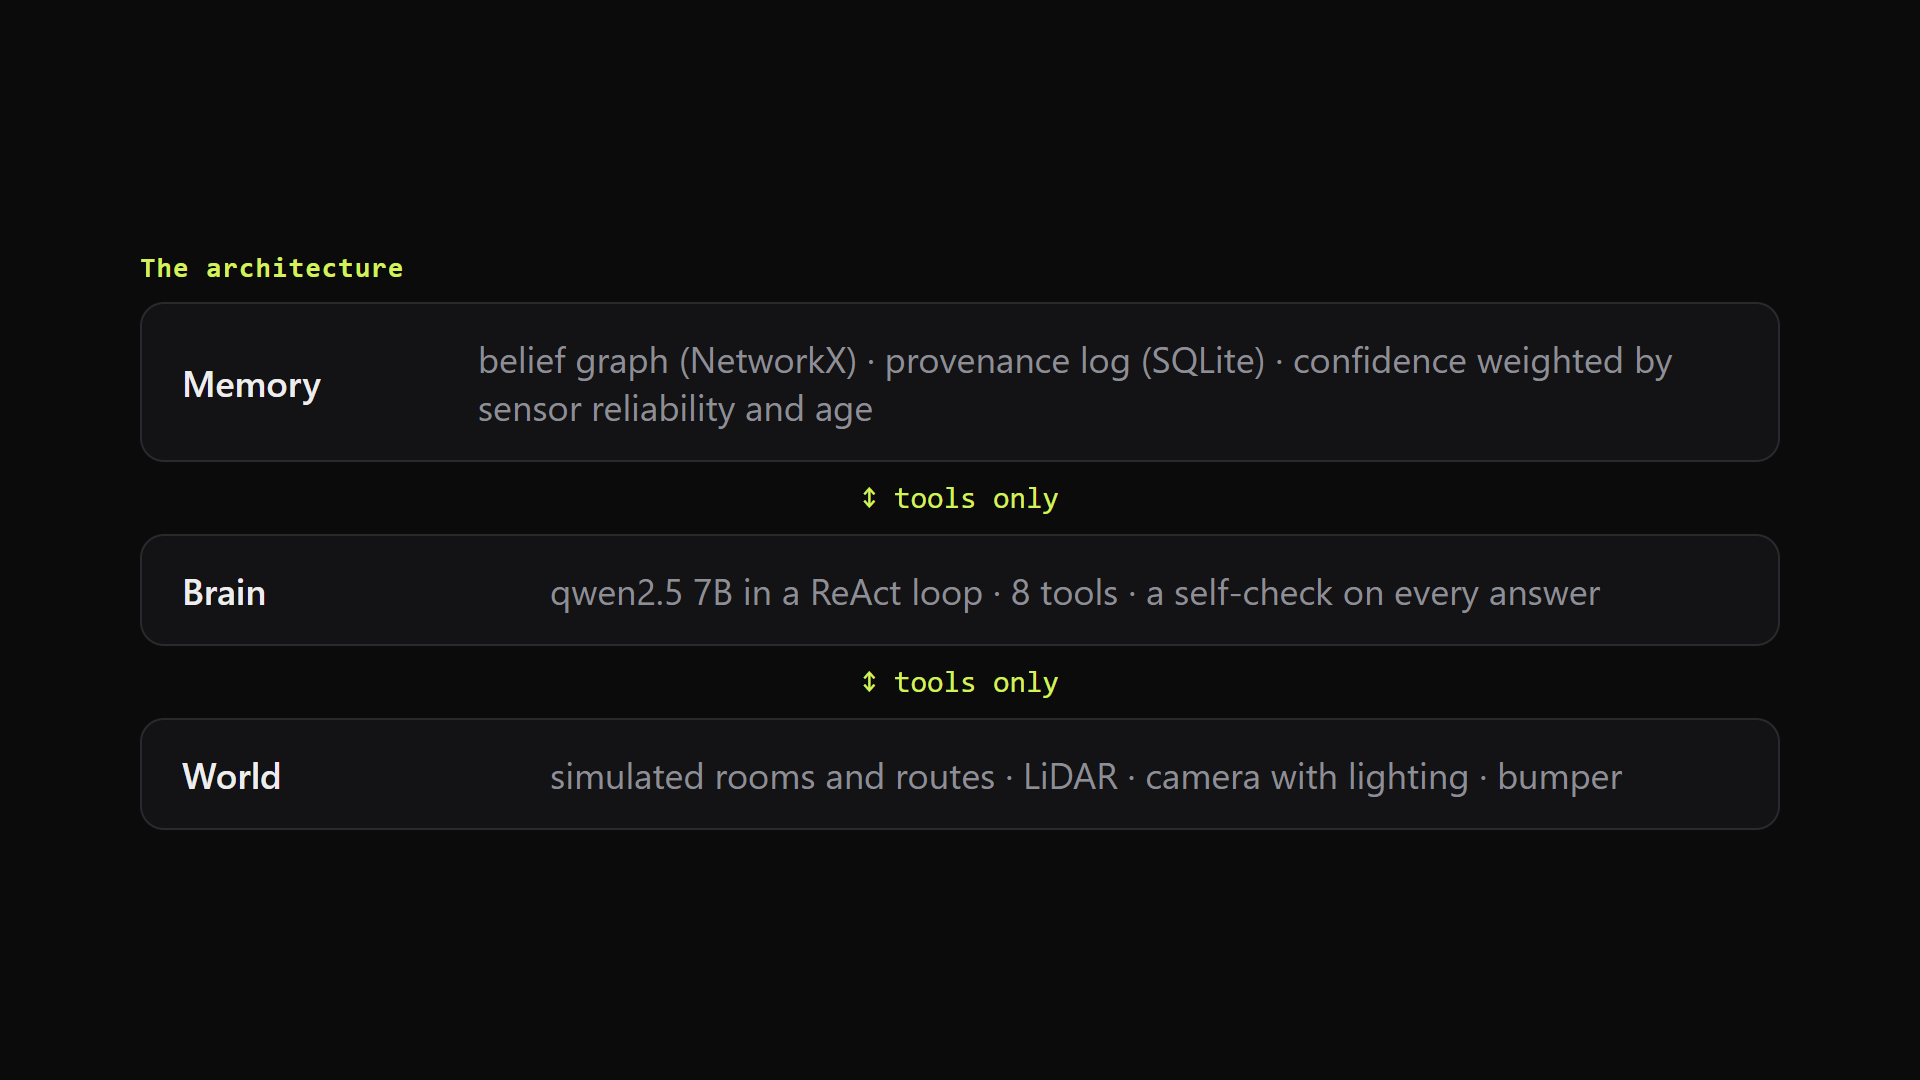 The architecture
Memory
belief graph (NetworkX) · provenance log (SQLite) · confidence weighted by
sensor reliability and age
↕ tools only
Brain
qwen2.5 7B in a ReAct loop · 8 tools · a self-check on every answer
↕ tools only
World
simulated rooms and routes · LiDAR · camera with lighting · bumper